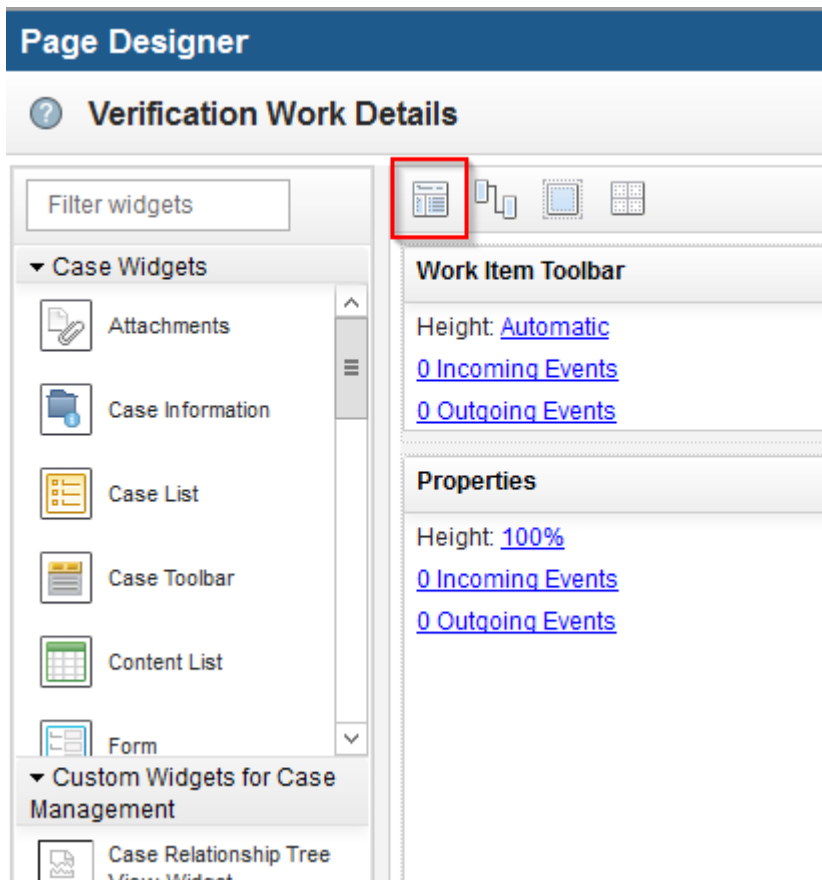 Page Designer
Verification Work Details
Filter widgets
Case Widgets
Attachments
Case Information
Case List
Case Toolbar
Content List
Form
Custom Widgets for Case
Management
Case Relationship Tree
View Widget
Work Item Toolbar
Height: Automatic
0 Incoming Events
0 Outgoing Events
Properties
Height: 100%
0 Incoming Events
0 Outgoing Events